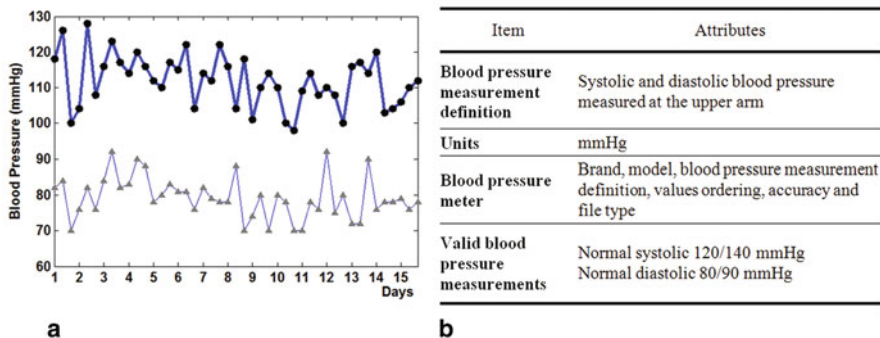 130
120
110
100
90
80
70
60
Blood Pressure (mmHg)
1 2 3 4 5 6 7 8 9 10 11 12 13 14 15
Days
a
Item Attributes
Blood pressure
measurement
definition
Systolic and diastolic blood pressure
measured at the upper arm
Units mmHg
Blood pressure
meter
Brand, model, blood pressure measurement
definition, values ordering, accuracy and
file type
Valid blood
pressure
measurements
Normal systolic 120/140 mmHg
Normal diastolic 80/90 mmHg
b